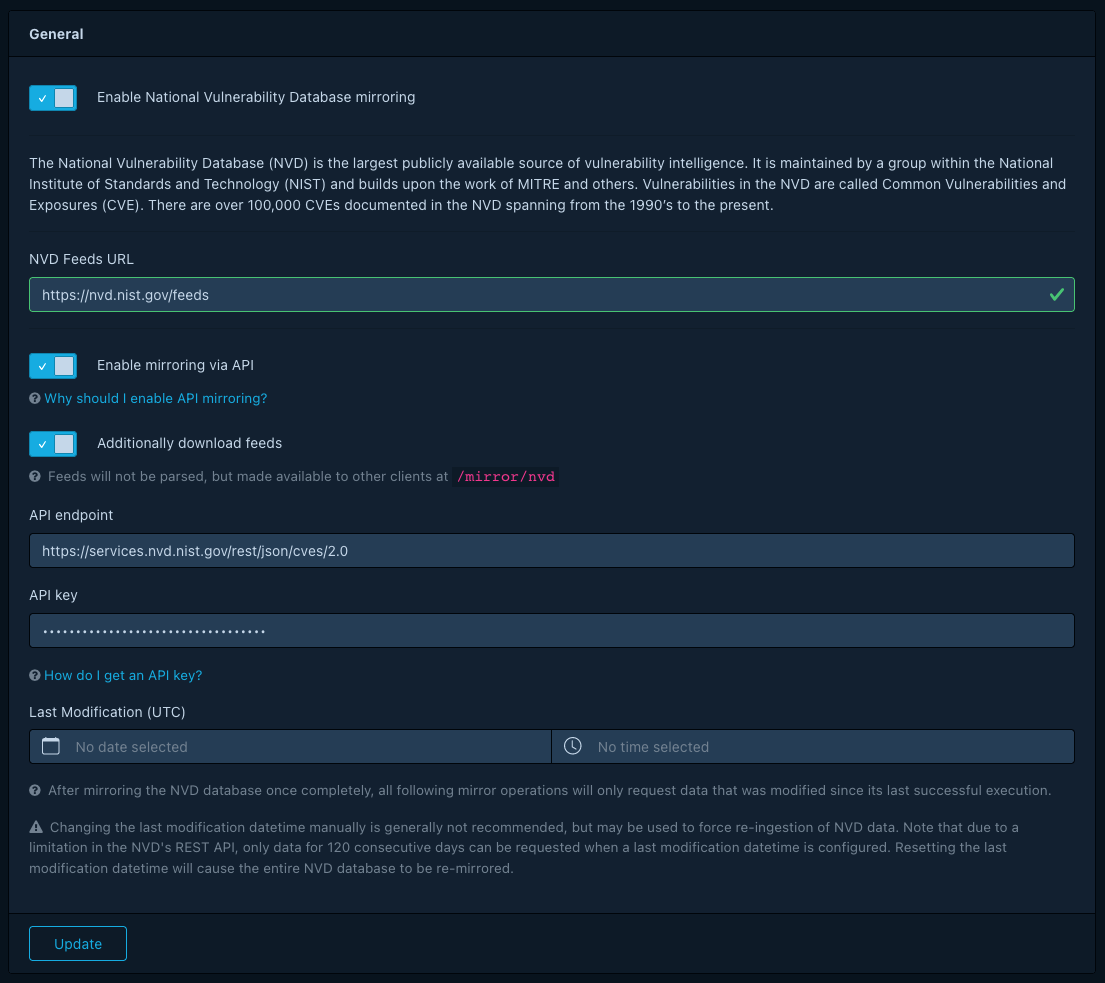 General
Enable National Vulnerability Database mirroring
The National Vulnerability Database (NVD) is the largest publicly available source of vulnerability intelligence. It is maintained by a group within the National
Institute of Standards and Technology (NIST) and builds upon the work of MITRE and others. Vulnerabilities in the NVD are called Common Vulnerabilities and
Exposures (CVE). There are over 100,000 CVEs documented in the NVD spanning from the 1990’s to the present.
NVD Feeds URL
https://nvd.nist.gov/feeds
Enable mirroring via API
Why should I enable API mirroring?
Additionally download feeds
Feeds will not be parsed, but made available to other clients at /mirror/nvd
API endpoint
https://services.nvd.nist.gov/rest/json/cves/2.0
API key
••••••••••••••••••••••••••••••••••
How do I get an API key?
Last Modification (UTC)
No date selected
No time selected
After mirroring the NVD database once completely, all following mirror operations will only request data that was modified since its last successful execution.
Changing the last modification datetime manually is generally not recommended, but may be used to force re-ingestion of NVD data. Note that due to a
limitation in the NVD's REST API, only data for 120 consecutive days can be requested when a last modification datetime is configured. Resetting the last
modification datetime will cause the entire NVD database to be re-mirrored.
Update